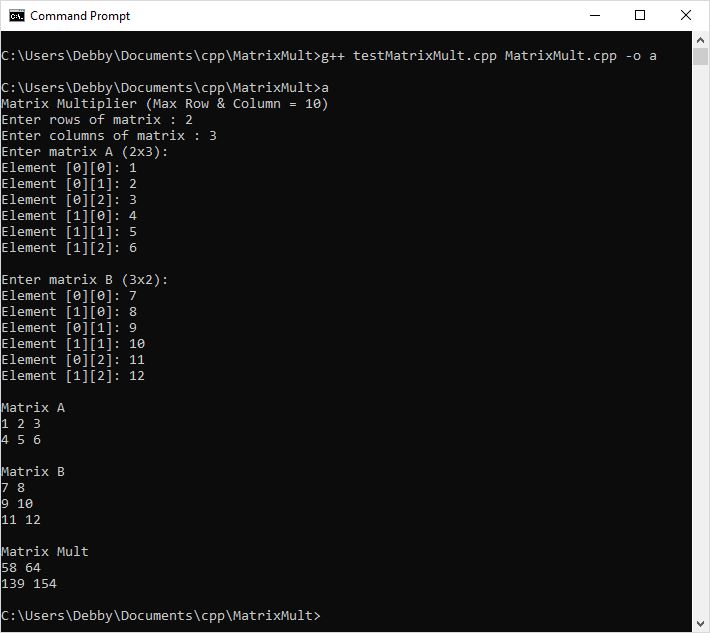 Command Prompt
C:\Users\Debby\Documents\cpp\MatrixMult>g++ testMatrixMult.cpp MatrixMult.cpp -o a
C:\Users\Debby\Documents\cpp\MatrixMult>a
Matrix Multiplier (Max Row & Column = 10)
Enter rows of matrix : 2
Enter columns of matrix : 3
Enter matrix A (2x3):
Element [0][0]: 1
Element [0][1]: 2
Element [0][2]: 3
Element [1][0]: 4
Element [1][1]: 5
Element [1][2]: 6
Enter matrix B (3x2):
Element [0][0]: 7
Element [1][0]: 8
Element [0][1]: 9
Element [1][1]: 10
Element [0][2]: 11
Element [1][2]: 12
Matrix A
1 2 3
4 5 6
Matrix B
7 8
9 10
11 12
Matrix Mult
58 64
139 154
C:\Users\Debby\Documents\cpp\MatrixMult>